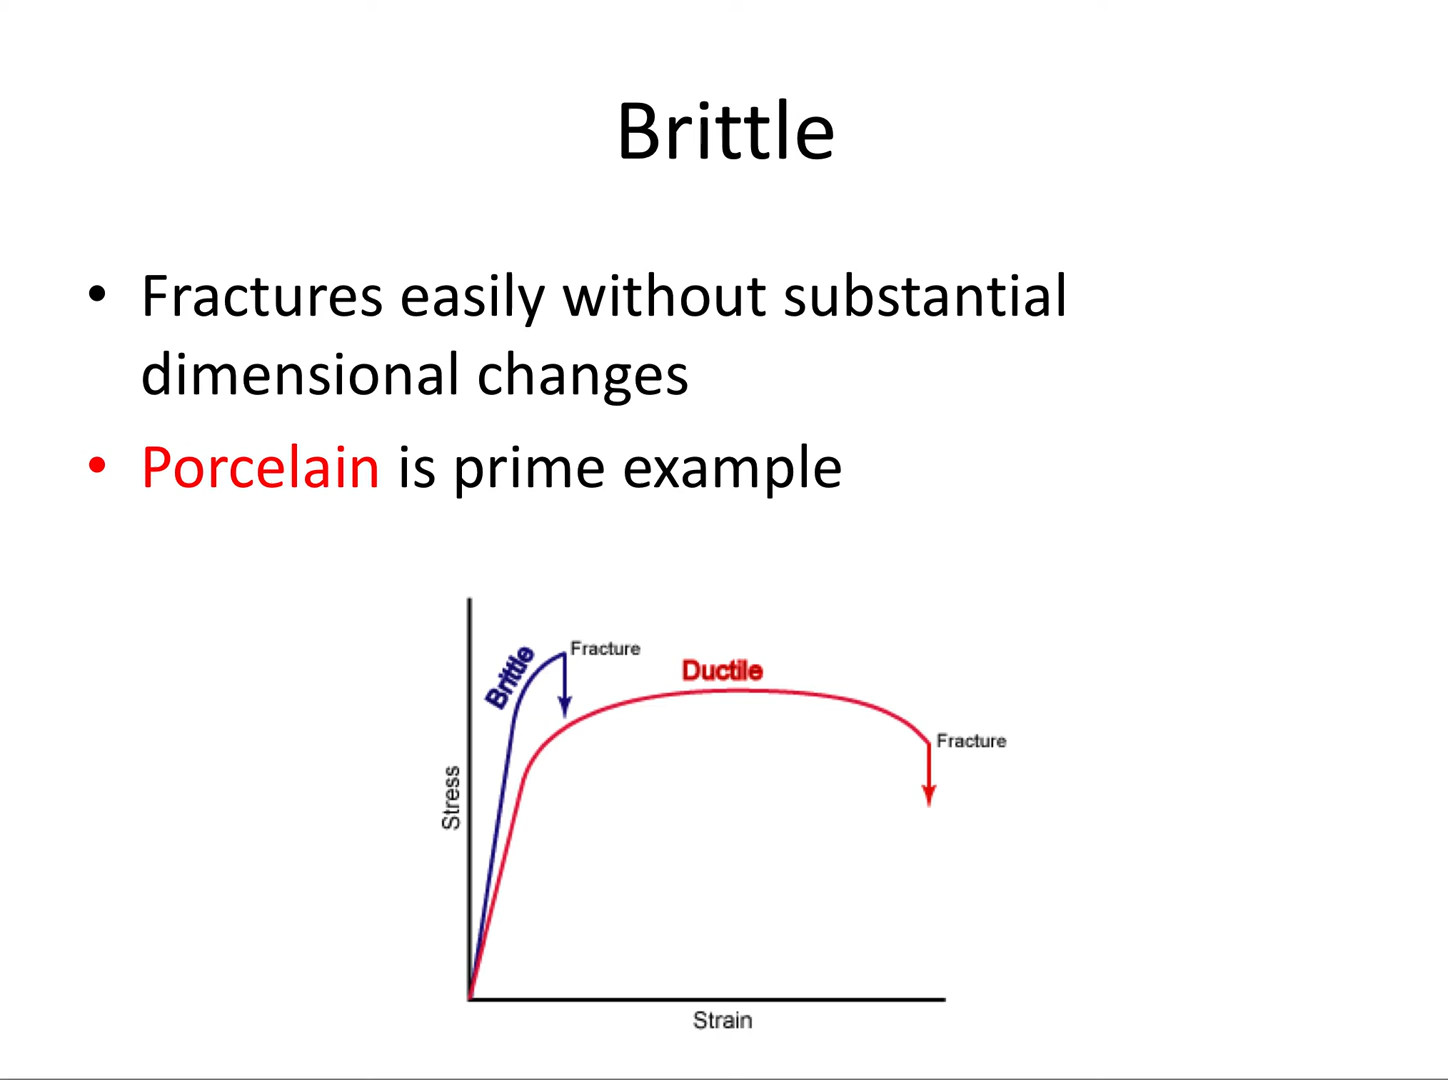 Brittle
• Fractures easily without substantial
dimensional changes
• Porcelain is prime example
Brittle
Fracture
Ductile
Fracture
Stress
Strain